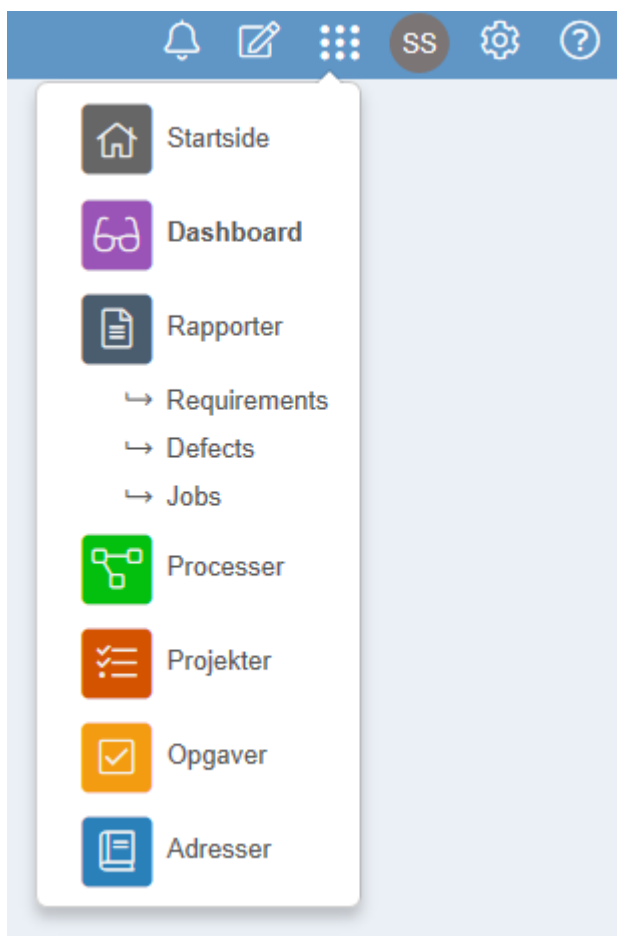 SS
Startside
Dashboard
Rapporter
Requirements
Defects
Jobs
Processer
Projekter
Opgaver
Adresser